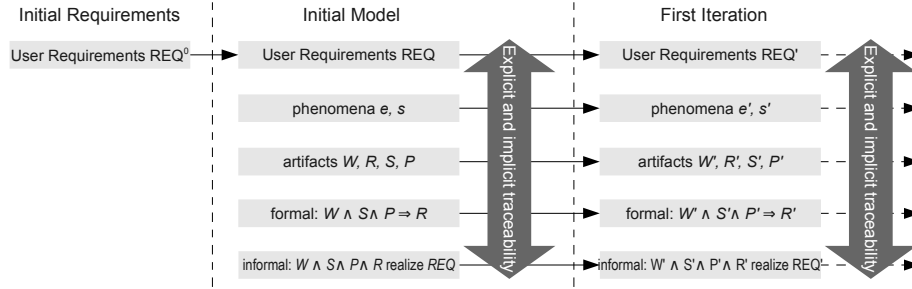 Initial Requirements
Initial Model
First Iteration
User Requirements REQ⁰
User Requirements REQ
User Requirements REQ'
phenomena e, s
phenomena e', s'
artifacts W, R, S, P
artifacts W', R', S', P'
formal: W ∧ S∧ P ⇒ R
formal: W' ∧ S'∧ P' ⇒ R'
informal: W ∧ S∧ P∧ R realize REQ
informal: W' ∧ S'∧ P'∧ R' realize REQ'
Explicit and implicit traceability
Explicit and implicit traceability